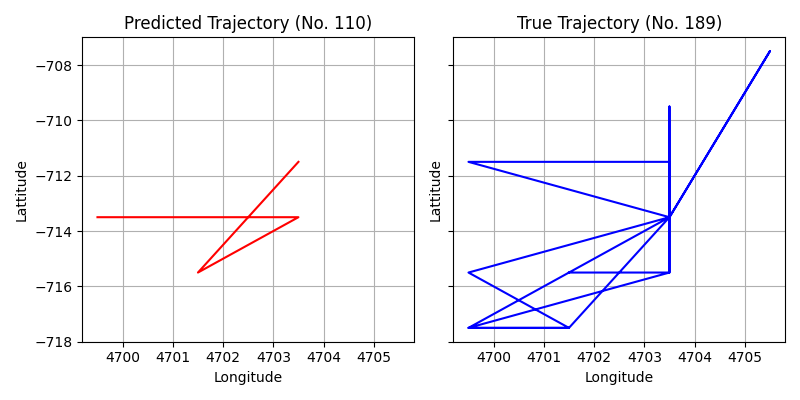 Predicted Trajectory (No. 110)
True Trajectory (No. 189)
Lattitude
−708
−710
−712
−714
−716
−718
4700 4701 4702 4703 4704 4705
Longitude
Lattitude
4700 4701 4702 4703 4704 4705
Longitude